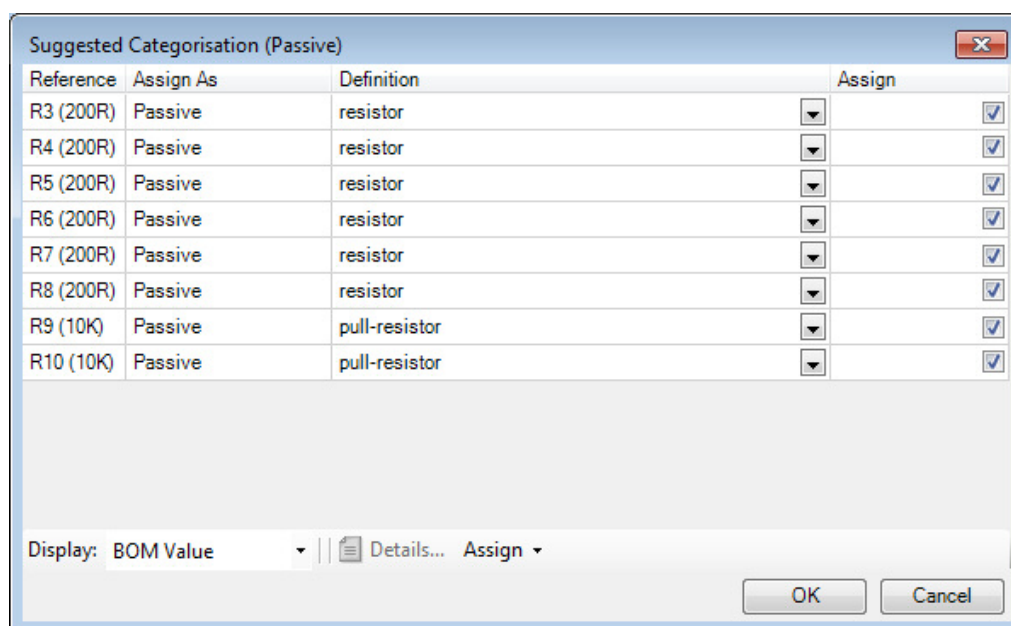 Suggested Categorisation (Passive)
Reference Assign As Definition Assign
R3 (200R) Passive resistor
R4 (200R) Passive resistor
R5 (200R) Passive resistor
R6 (200R) Passive resistor
R7 (200R) Passive resistor
R8 (200R) Passive resistor
R9 (10K) Passive pull-resistor
R10 (10K) Passive pull-resistor
Display: BOM Value Details... Assign
OK Cancel